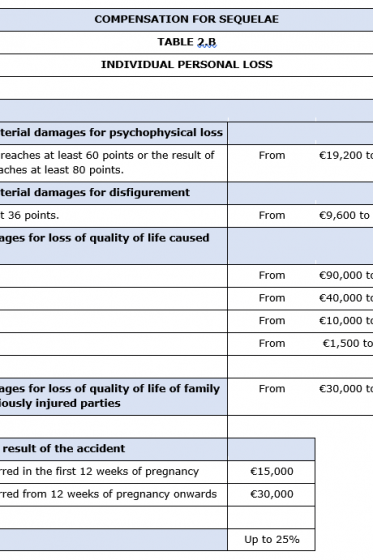 COMPENSATION FOR SEQUELAE
TABLE 2.B
INDIVIDUAL PERSONAL LOSS
terial damages for psychophysical loss
reaches at least 60 points or the result of From €19,200 to
aches at least 80 points.
terial damages for disfigurement
t 36 points. From €9,600 to
ages for loss of quality of life caused
From €90,000 to
From €40,000 to
From €10,000 to
From €1,500 to
ages for loss of quality of life of family From €30,000 to
iously injured parties
result of the accident
rred in the first 12 weeks of pregnancy €15,000
rred from 12 weeks of pregnancy onwards €30,000
Up to 25%